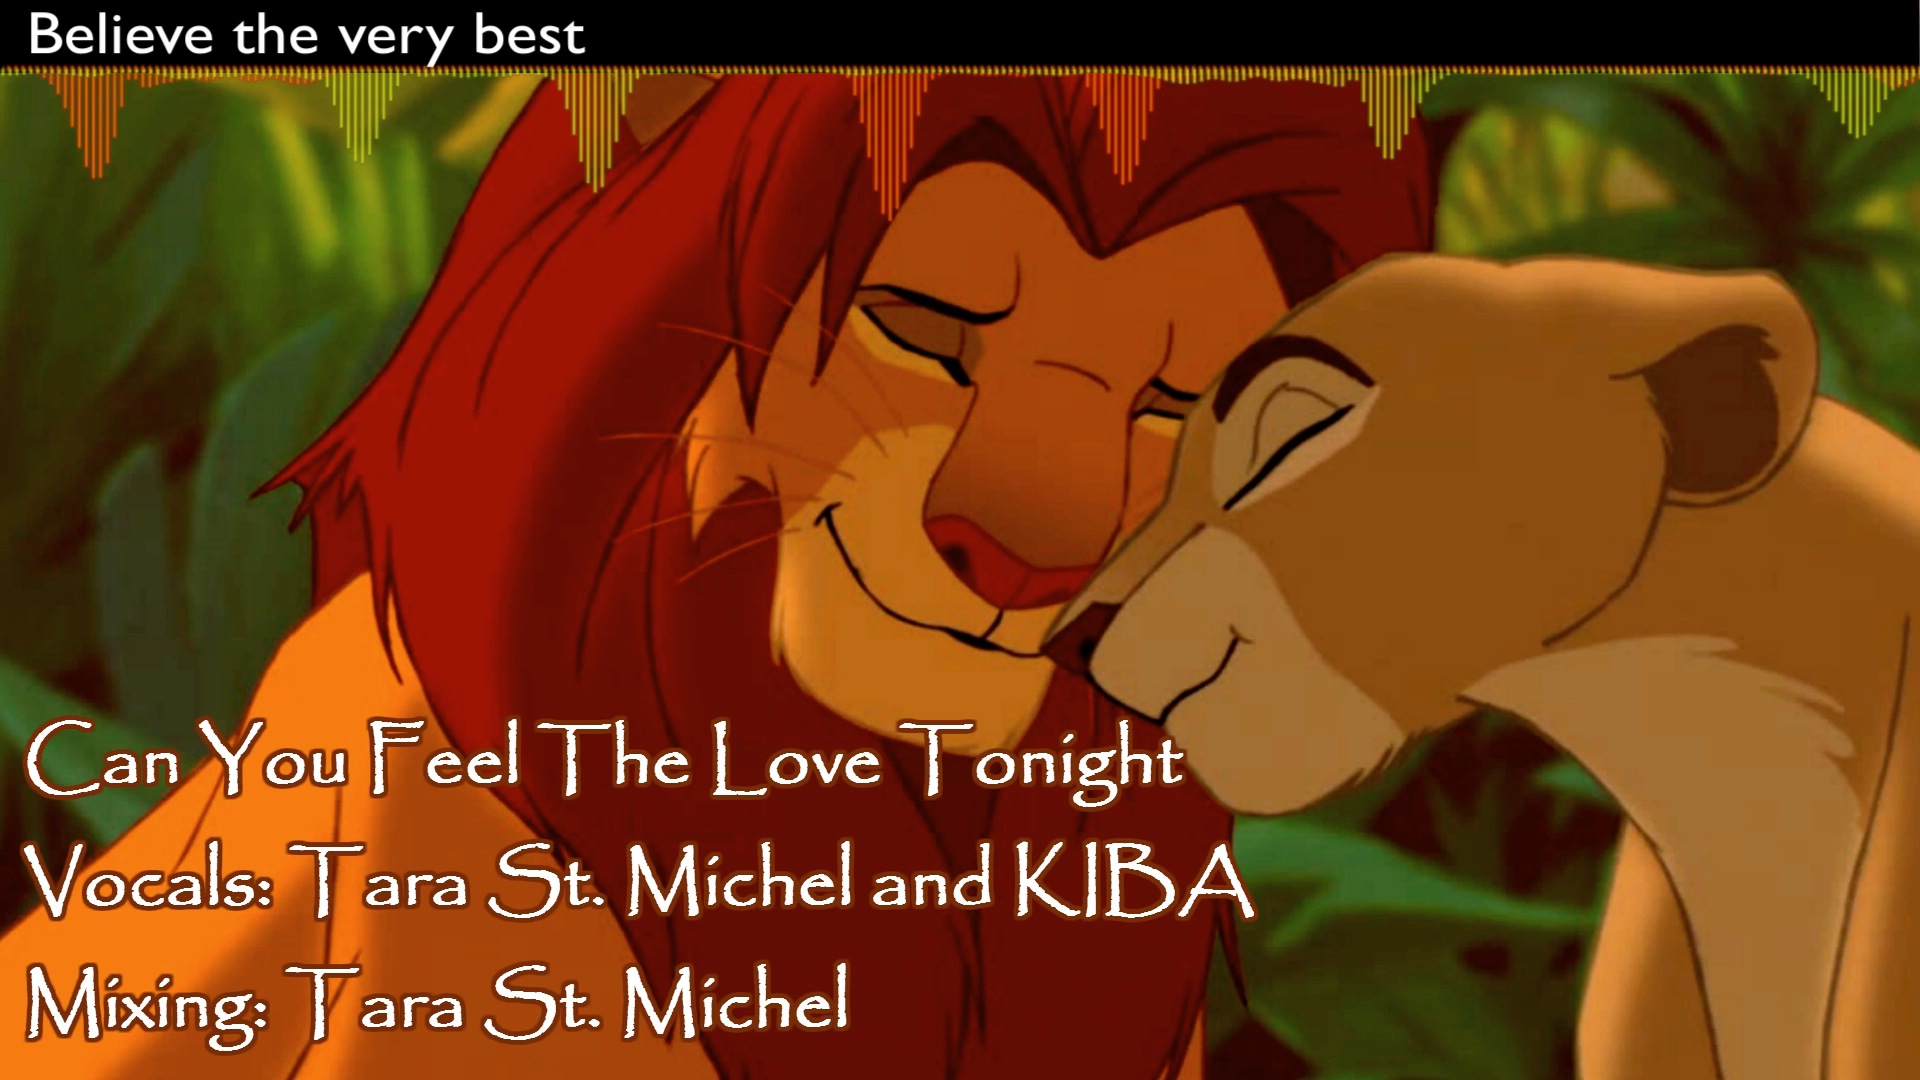 Believe the very best
Can You Feel The Love Tonight
Vocals: Tara St. Michel and KIBA
Mixing: Tara St. Michel